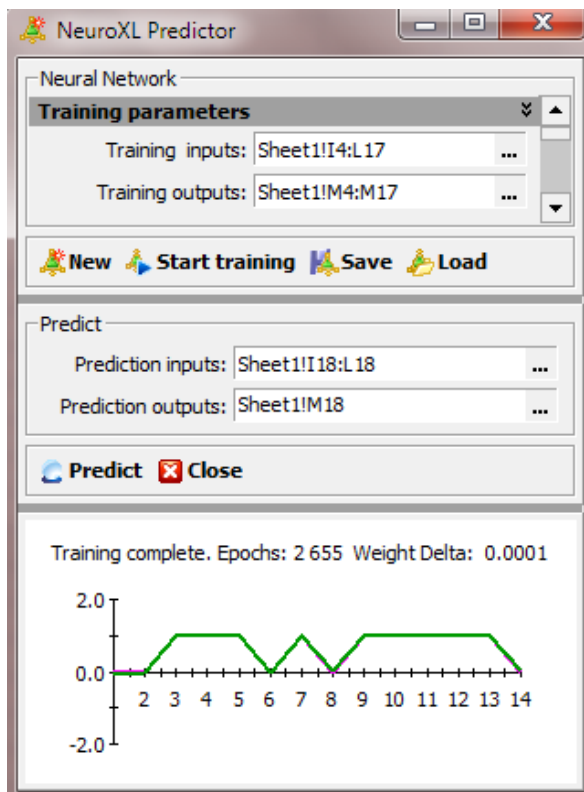 NeuroXL Predictor
Neural Network
Training parameters
Training inputs: Sheet1!I4:L17 ...
Training outputs: Sheet1!M4:M17 ...
New Start training Save Load
Predict
Prediction inputs: Sheet1!I18:L18 ...
Prediction outputs: Sheet1!M18 ...
Predict Close
Training complete. Epochs: 2 655 Weight Delta: 0.0001
2.0
0.0
2 3 4 5 6 7 8 9 10 11 12 13 14
-2.0